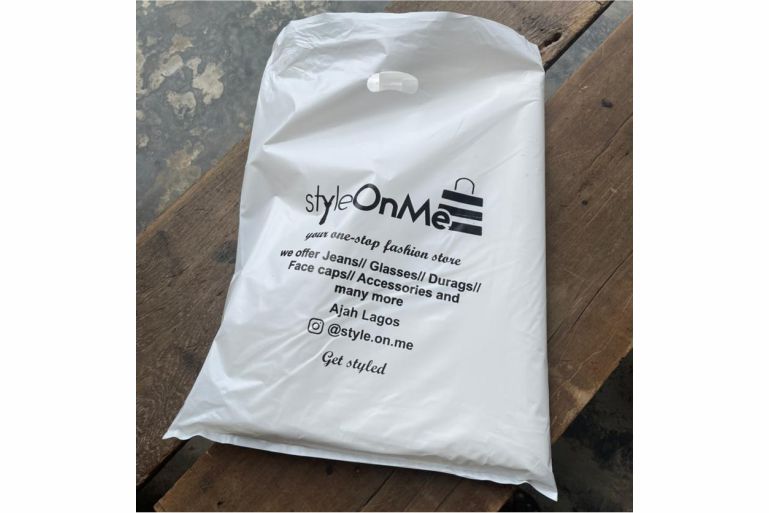 styleOnMe
your one-stop fashion store
we offer Jeans// Glasses// Durags//
Face caps// Accessories and
many more
Ajah Lagos
@style.on.me
Get styled